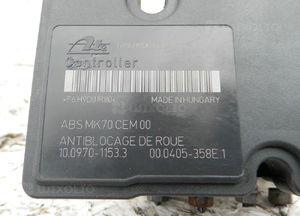 Ate
Controller
MADE IN HUNGARY
ABS MK70 CEM 00
ANTIBLOCAGE DE ROUE
10.0970-1153.3 00.0405-358E.1